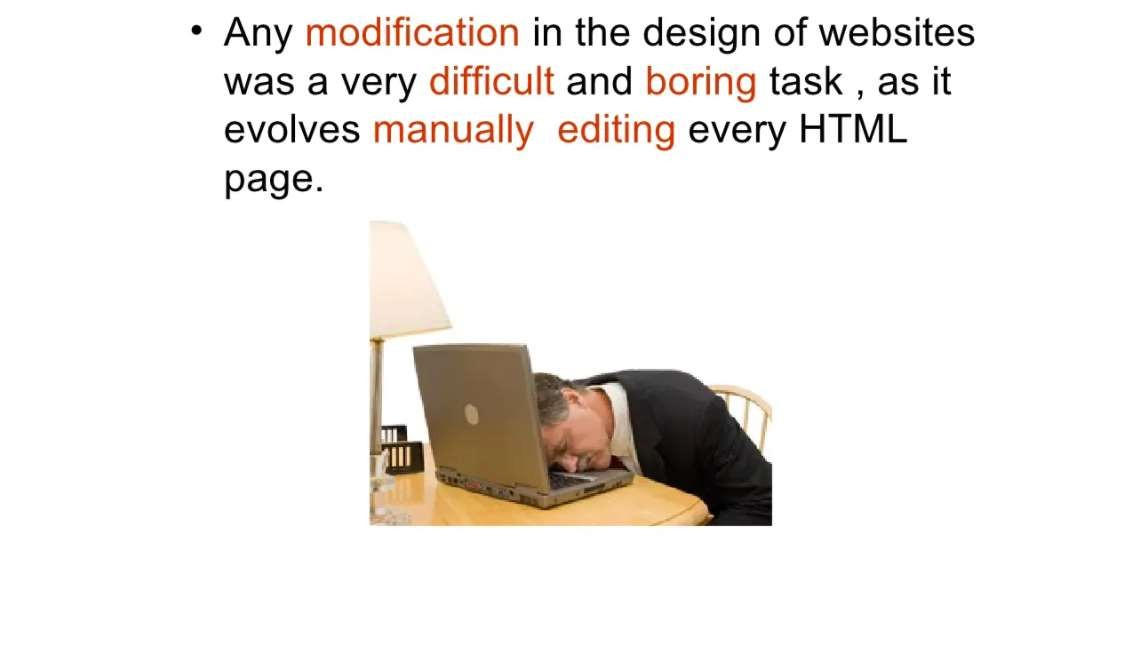 • Any modification in the design of websites
was a very difficult and boring task , as it
evolves manually  editing every HTML
page.